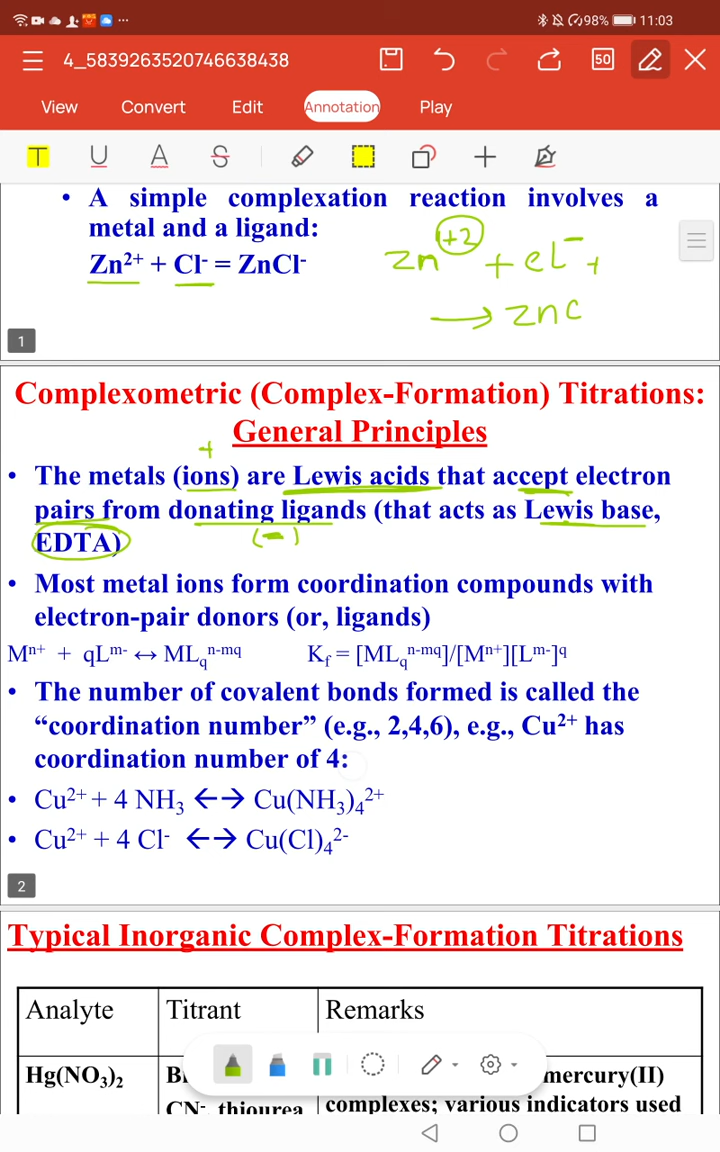 98% 11:03
4_5839263520746638438
50
View Convert Edit Annotation Play
T U A S
• A simple complexation reaction involves a
metal and a ligand:
Zn²⁺ + Cl⁻ = ZnCl⁻
zn +2 + cl⁻ +
→ znc
1
Complexometric (Complex-Formation) Titrations:
General Principles
+
• The metals (ions) are Lewis acids that accept electron
pairs from donating ligands (that acts as Lewis base,
EDTA) (-)
• Most metal ions form coordination compounds with
electron-pair donors (or, ligands)
Mⁿ⁺ + qLᵐ⁻ ↔ ML_q^n-mq K_f = [ML_q^n-mq]/[Mⁿ⁺][Lᵐ⁻]^q
• The number of covalent bonds formed is called the
“coordination number” (e.g., 2,4,6), e.g., Cu²⁺ has
coordination number of 4:
• Cu²⁺ + 4 NH₃ ←→ Cu(NH₃)₄²⁺
• Cu²⁺ + 4 Cl⁻ ←→ Cu(Cl)₄²⁻
2
Typical Inorganic Complex-Formation Titrations
Analyte Titrant Remarks
Hg(NO₃)₂ mercury(II)
CN⁻, thiourea complexes; various indicators used